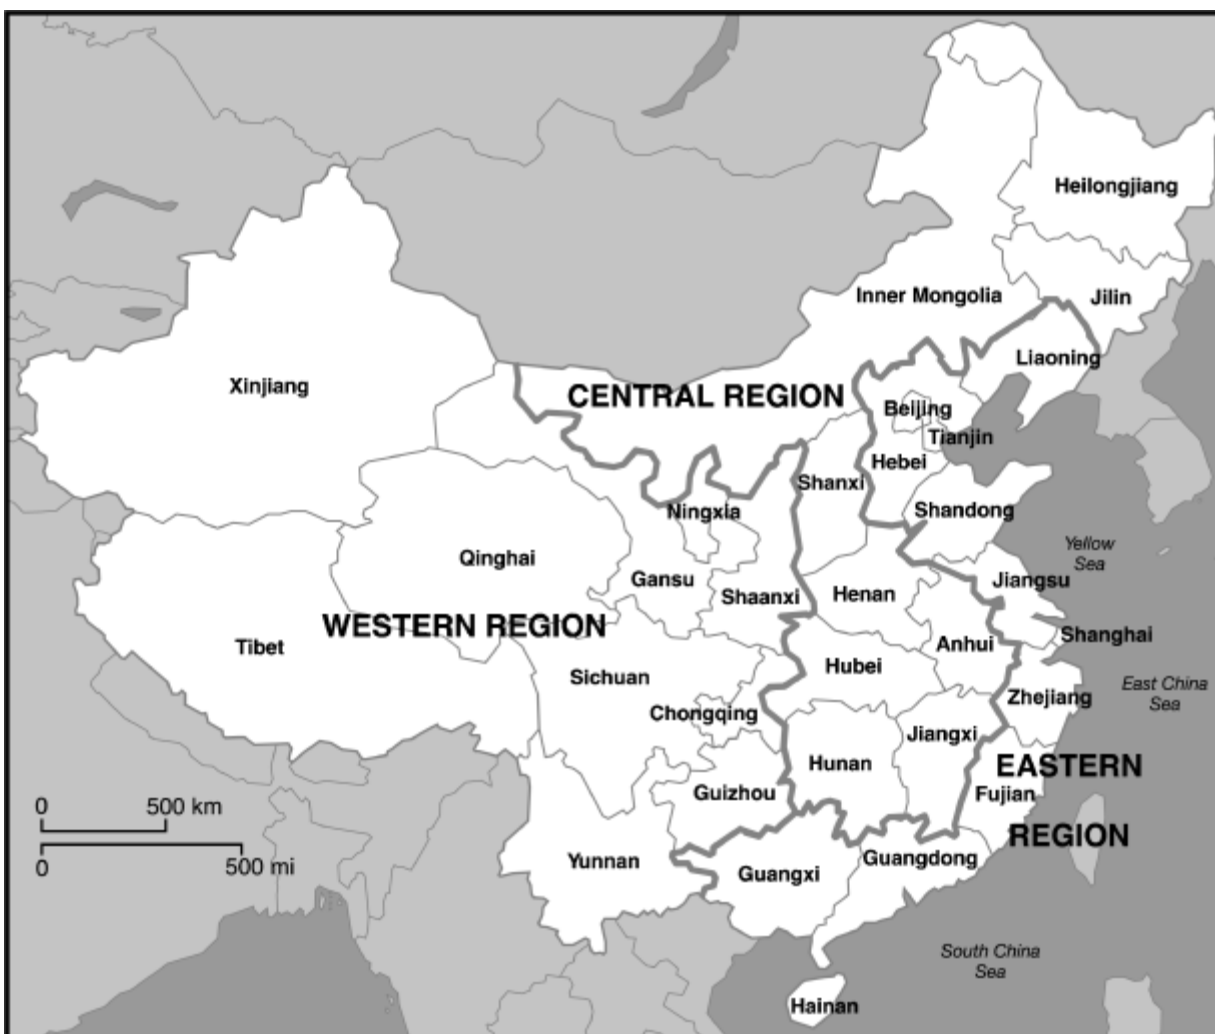 Heilongjiang
Inner Mongolia
Jilin
Liaoning
Xinjiang
CENTRAL REGION
Beijing
Tianjin
Hebei
Shanxi
Shandong
Ningxia
Yellow
Sea
Qinghai
Gansu
Shaanxi
Henan
Jiangsu
WESTERN REGION
Tibet
Anhui
Shanghai
Hubei
Sichuan
East China
Sea
Zhejiang
Chongqing
Jiangxi
Hunan
EASTERN
REGION
Guizhou
Fujian
0 500 km
0 500 mi
Yunnan
Guangxi
Guangdong
South China
Sea
Hainan